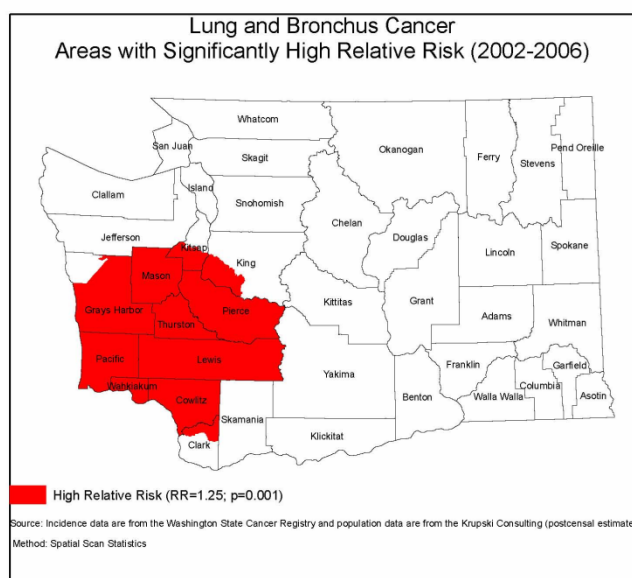 Lung and Bronchus Cancer
Areas with Significantly High Relative Risk (2002-2006)
Whatcom
San Juan
Okanogan
Ferry
Pend Oreille
Stevens
Skagit
Island
Clallam
Snohomish
Chelan
Jefferson
Douglas
Kitsap
King
Lincoln
Spokane
Mason
Grays Harbor
Kittitas
Grant
Pierce
Thurston
Adams
Whitman
Pacific
Lewis
Yakima
Franklin
Garfield
Wahkiakum
Cowlitz
Benton
Walla Walla
Columbia
Asotin
Skamania
Clark
Klickitat
High Relative Risk (RR=1.25; p=0.001)
Source: Incidence data are from the Washington State Cancer Registry and population data are from the Krupski Consulting (postcensal estimate
Method: Spatial Scan Statistics